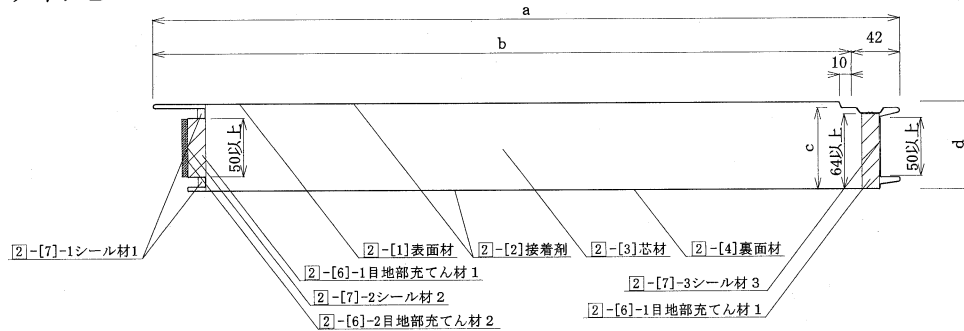 a
b
42
10
50以上
c
64以上
50以上
d
2-[7]-1シール材1
2-[1]表面材
2-[2]接着剤
2-[3]芯材
2-[4]裏面材
2-[6]-1目地部充てん材1
2-[7]-3シール材3
2-[7]-2シール材2
2-[6]-1目地部充てん材1
2-[6]-2目地部充てん材2